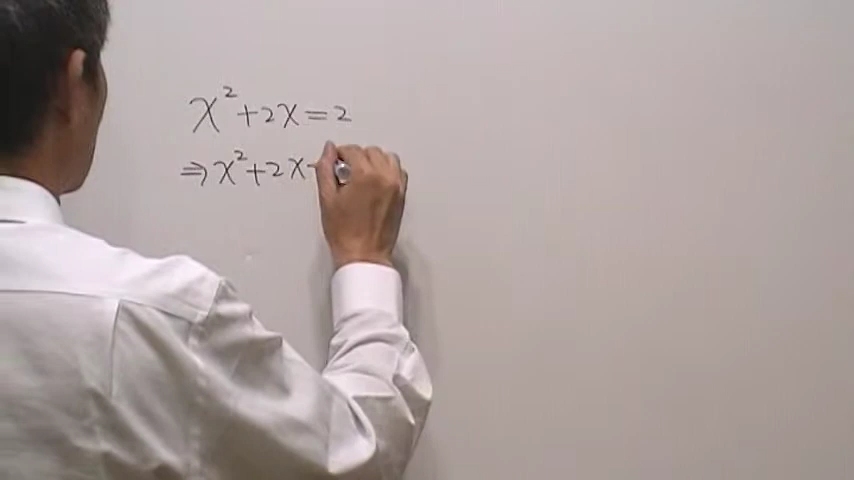 x² + 2x = 2
⇒ x² + 2x -